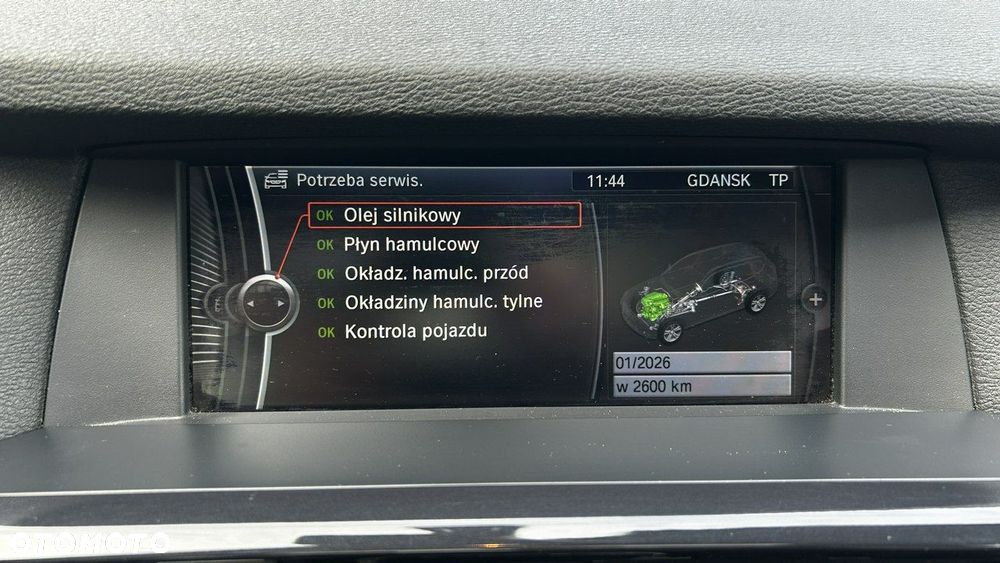 Potrzeba serwis.
11:44 GDANSK TP
OK Olej silnikowy
OK Płyn hamulcowy
OK Okładz. hamulc. przód
OK Okładziny hamulc. tylne
OK Kontrola pojazdu
01/2026
w 2600 km
OTOMOTO